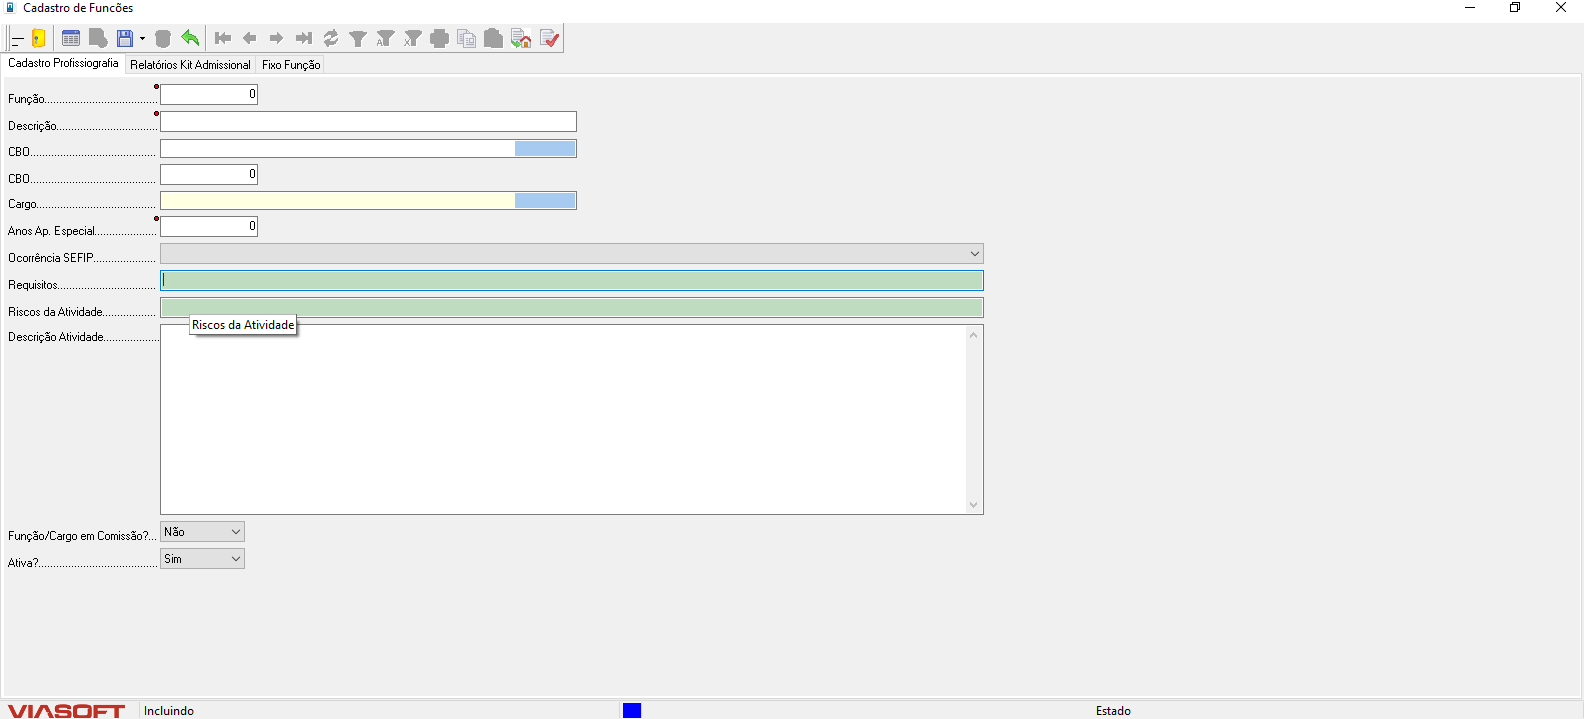 Cadastro de Funcões
Cadastro Profissiografia Relatórios Kit Admissional Fixo Função
Função..................................... 0
Descrição.................................
CBO..........................................
CBO.......................................... 0
Cargo........................................
Anos Ap. Especial.................... 0
Ocorrência SEFIP.....................
Requisitos.................................
Riscos da Atividade..................
Riscos da Atividade
Descrição Atividade...................
Função/Cargo em Comissão?... Não
Ativa?........................................ Sim
VIASOFT Incluindo Estado